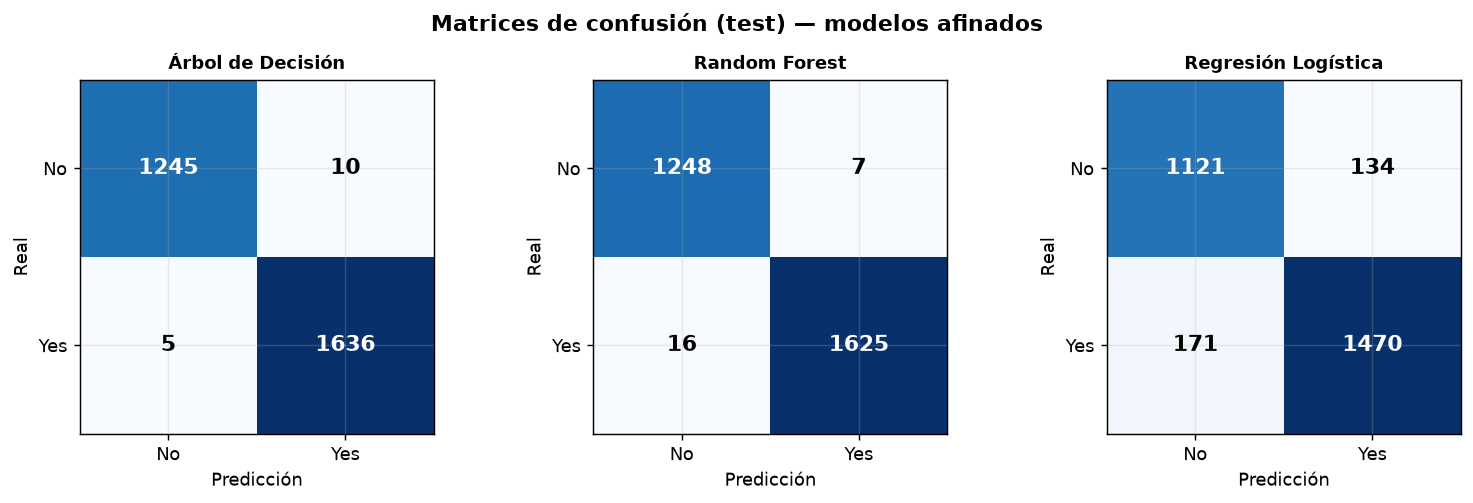 Matrices de confusión (test) — modelos afinados
Árbol de Decisión
No
1245
10
Real
Yes
5
1636
No
Yes
Predicción
Random Forest
No
1248
7
Real
Yes
16
1625
No
Yes
Predicción
Regresión Logística
No
1121
134
Real
Yes
171
1470
No
Yes
Predicción